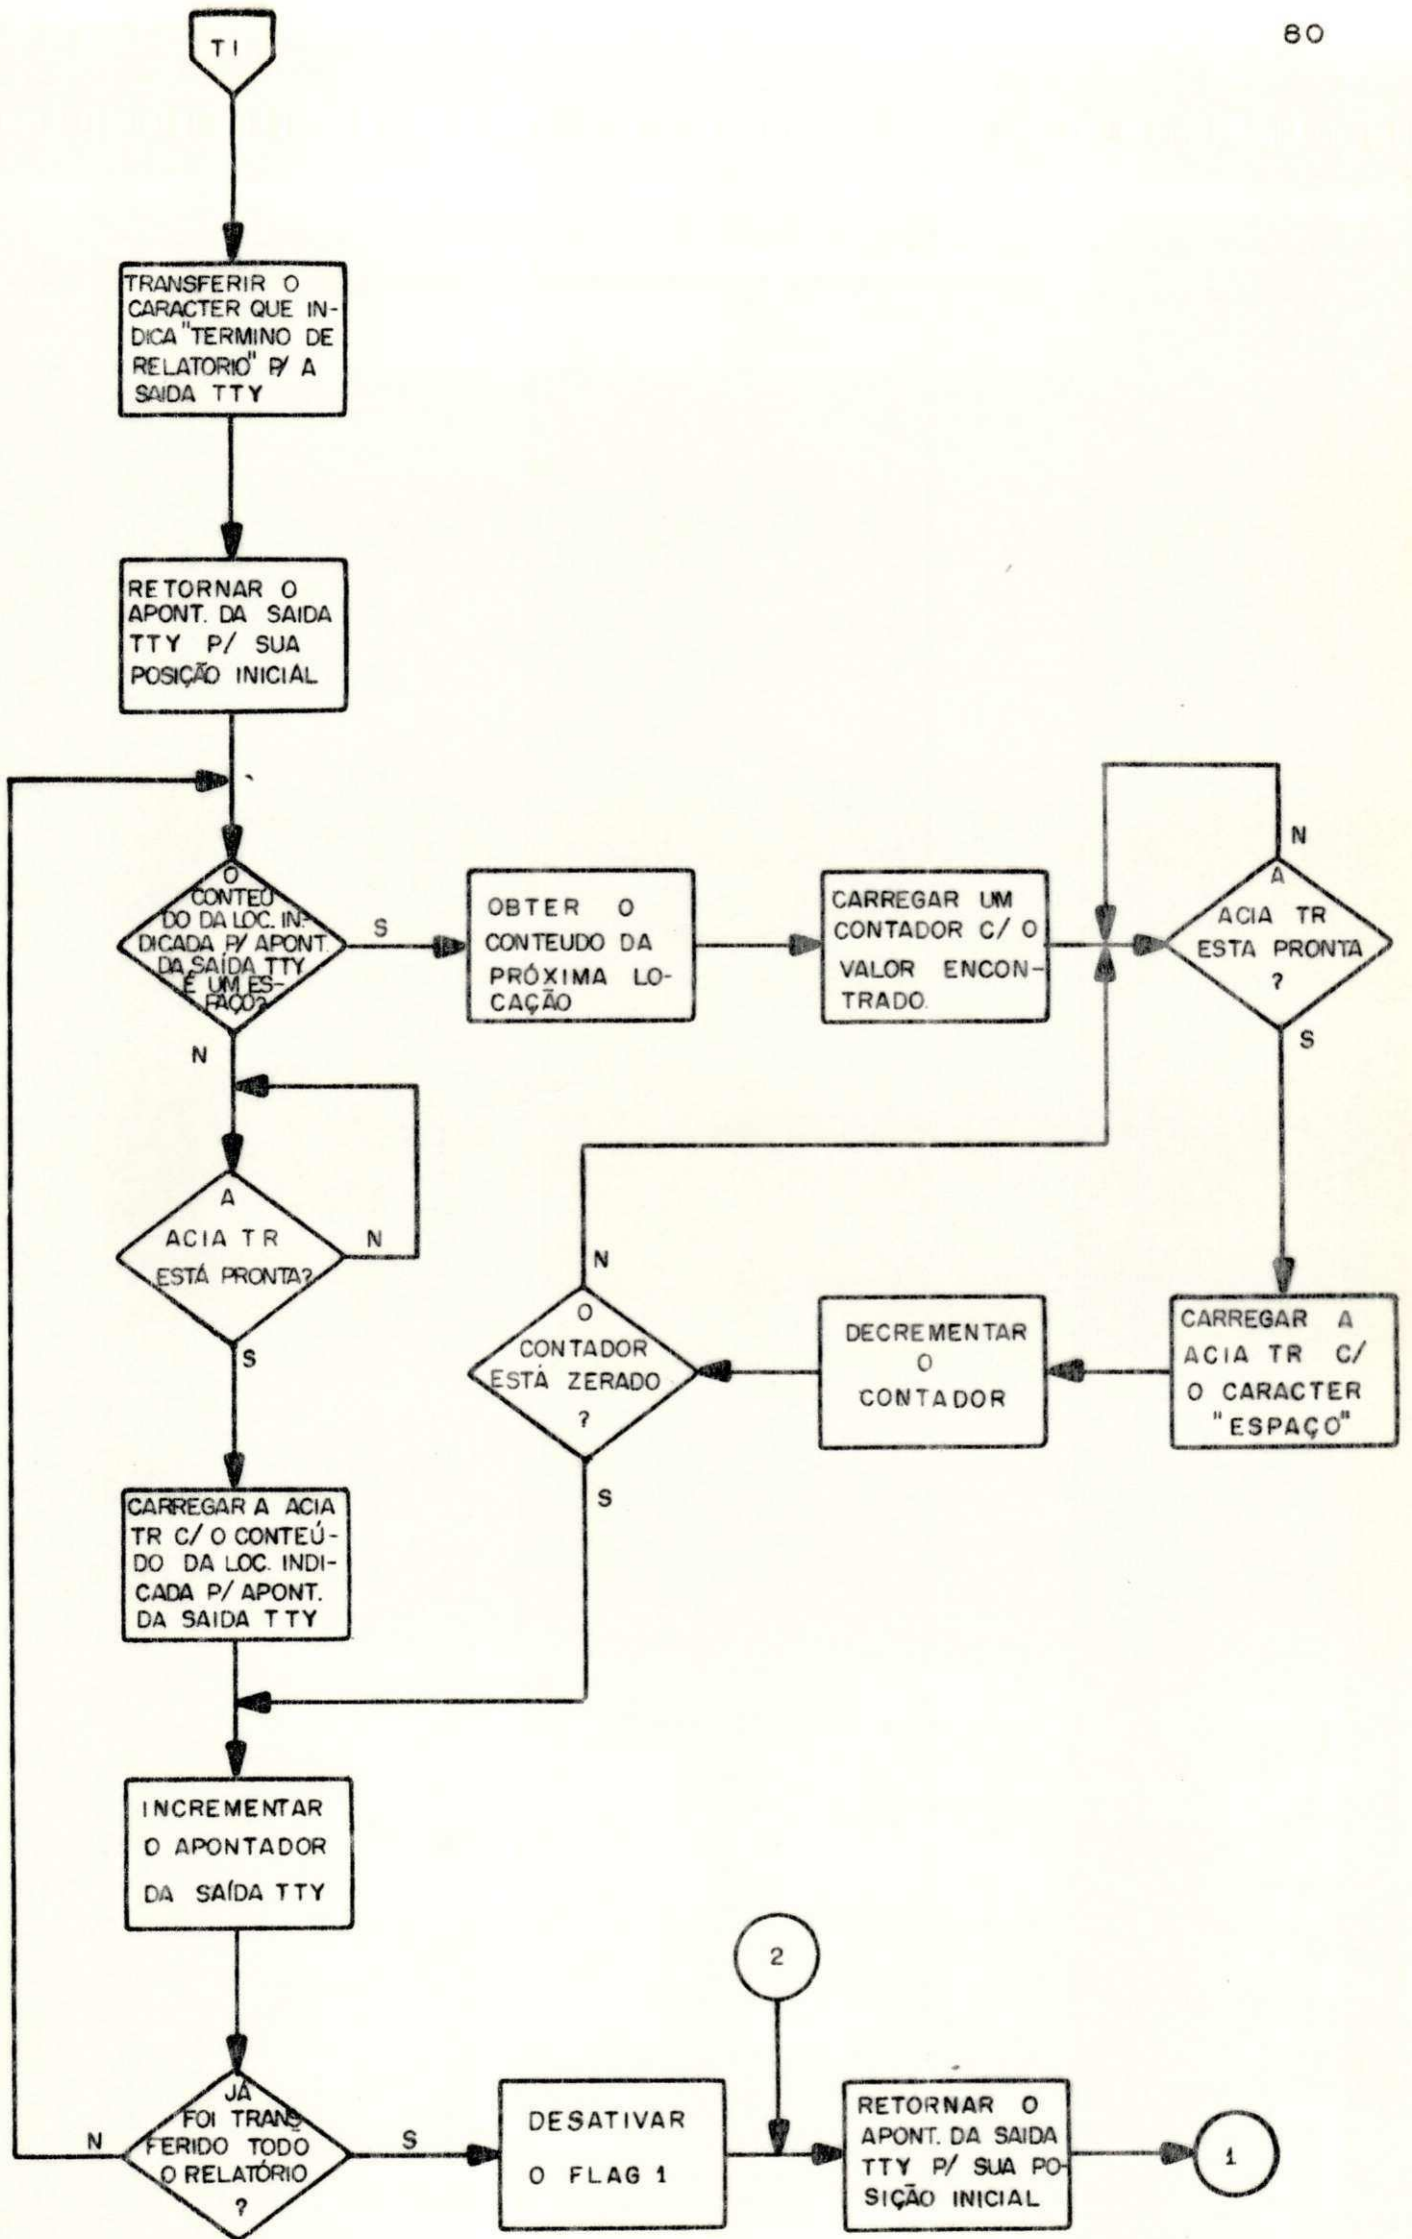 80
T1
TRANSFERIR O
CARACTER QUE IN-
DICA "TERMINO DE
RELATORIO" P/ A
SAIDA TTY
RETORNAR O
APONT. DA SAIDA
TTY P/ SUA
POSIÇÃO INICIAL
O
CONTEÚ
DO DA LOC. IN-
DICADA P/ APONT.
DA SAÍDA TTY
É UM ES-
PAÇO?
S
N
OBTER O
CONTEUDO DA
PRÓXIMA LO-
CAÇÃO
CARREGAR UM
CONTADOR C/ O
VALOR ENCON-
TRADO.
A
ACIA TR
ESTA PRONTA
?
N
S
A
ACIA TR
ESTÁ PRONTA?
N
S
CARREGAR A
ACIA TR C/
O CARACTER
"ESPAÇO"
DECREMENTAR
O
CONTADOR
N
O
CONTADOR
ESTÁ ZERADO
?
S
CARREGAR A ACIA
TR C/ O CONTEÚ-
DO DA LOC. INDI-
CADA P/ APONT.
DA SAIDA TTY
INCREMENTAR
O APONTADOR
DA SAÍDA TTY
JÁ
FOI TRANS
FERIDO TODO
O RELATÓRIO
?
N
S
DESATIVAR
O FLAG 1
2
RETORNAR O
APONT. DA SAIDA
TTY P/ SUA PO-
SIÇÃO INICIAL
1